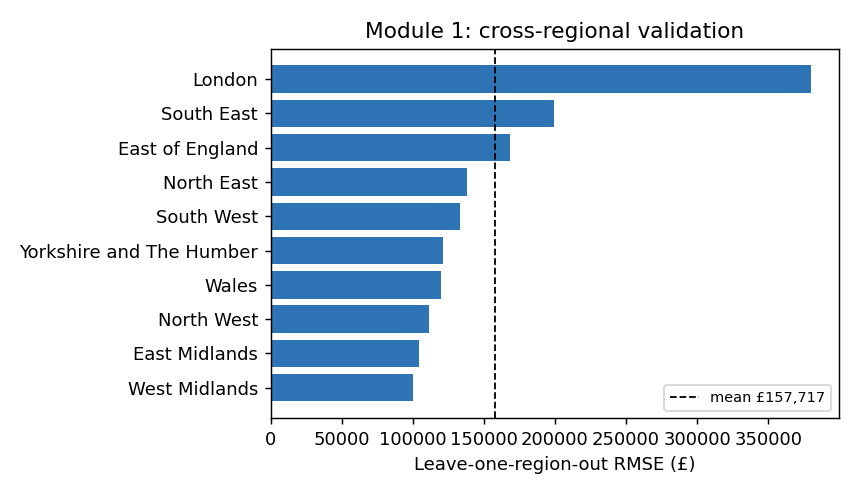 Module 1: cross-regional validation
London
South East
East of England
North East
South West
Yorkshire and The Humber
Wales
North West
East Midlands
West Midlands
mean £157,717
0 50000 100000 150000 200000 250000 300000 350000
Leave-one-region-out RMSE (£)